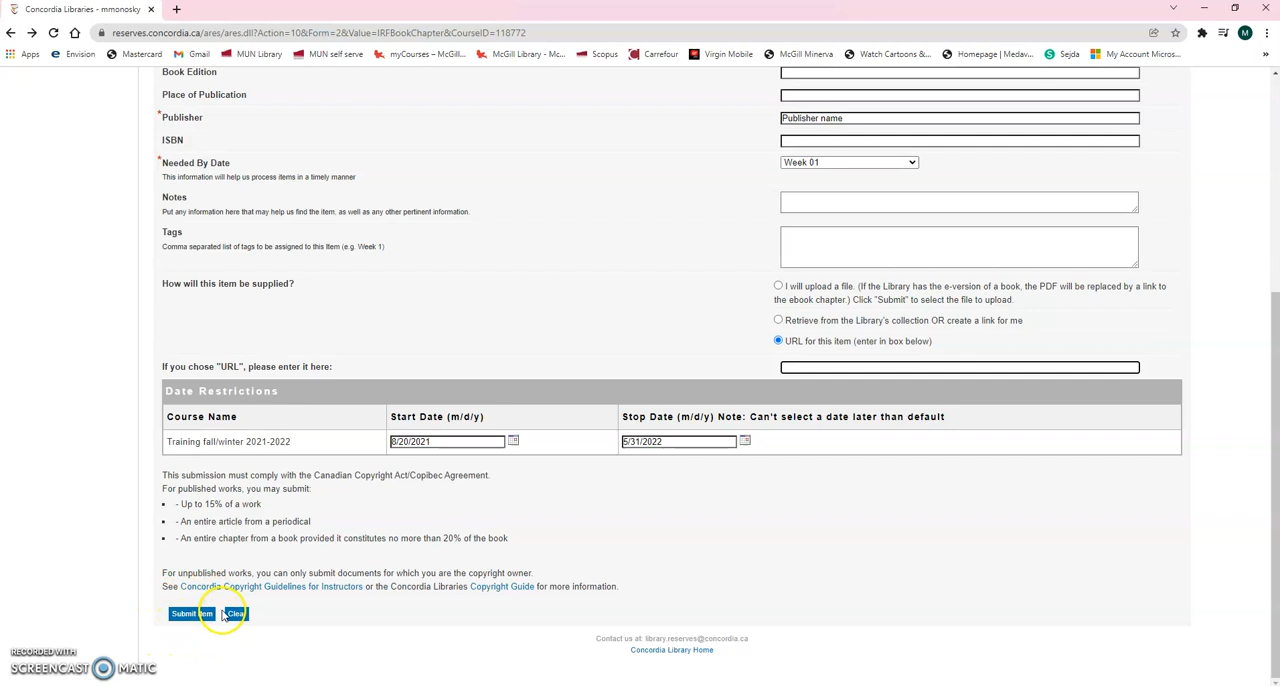 Concordia Libraries - mmonosky
reserves.concordia.ca/ares/ares.dll?Action=10&Form=2&Value=IRFBookChapter&CourseID=118772
M
Apps Envision Mastercard Gmail MUN Library MUN self serve myCourses – McGill... McGill Library - Mc... Scopus Carrefour Virgin Mobile McGill Minerva Watch Cartoons &... Homepage | Medav... Sejda My Account Micros... »
Book Edition
Place of Publication
* Publisher Publisher name
ISBN
* Needed By Date Week 01
This information will help us process items in a timely manner
Notes
Put any information here that may help us find the item, as well as any other pertinent information.
Tags
Comma separated list of tags to be assigned to this Item (e.g. Week 1)
How will this item be supplied? I will upload a file. (If the Library has the e-version of a book, the PDF will be replaced by a link to
the ebook chapter.) Click "Submit" to select the file to upload.
Retrieve from the Library's collection OR create a link for me
URL for this item (enter in box below)
If you chose "URL", please enter it here:
Date Restrictions
Course Name Start Date (m/d/y) Stop Date (m/d/y) Note: Can't select a date later than default
Training fall/winter 2021-2022 8/20/2021 5/31/2022
This submission must comply with the Canadian Copyright Act/Copibec Agreement.
For published works, you may submit:
- Up to 15% of a work
- An entire article from a periodical
- An entire chapter from a book provided it constitutes no more than 20% of the book
For unpublished works, you can only submit documents for which you are the copyright owner.
See Concordia Copyright Guidelines for Instructors or the Concordia Libraries Copyright Guide for more information.
Submit Item Clear
Contact us at: library.reserves@concordia.ca
Concordia Library Home
RECORDED WITH
SCREENCAST MATIC